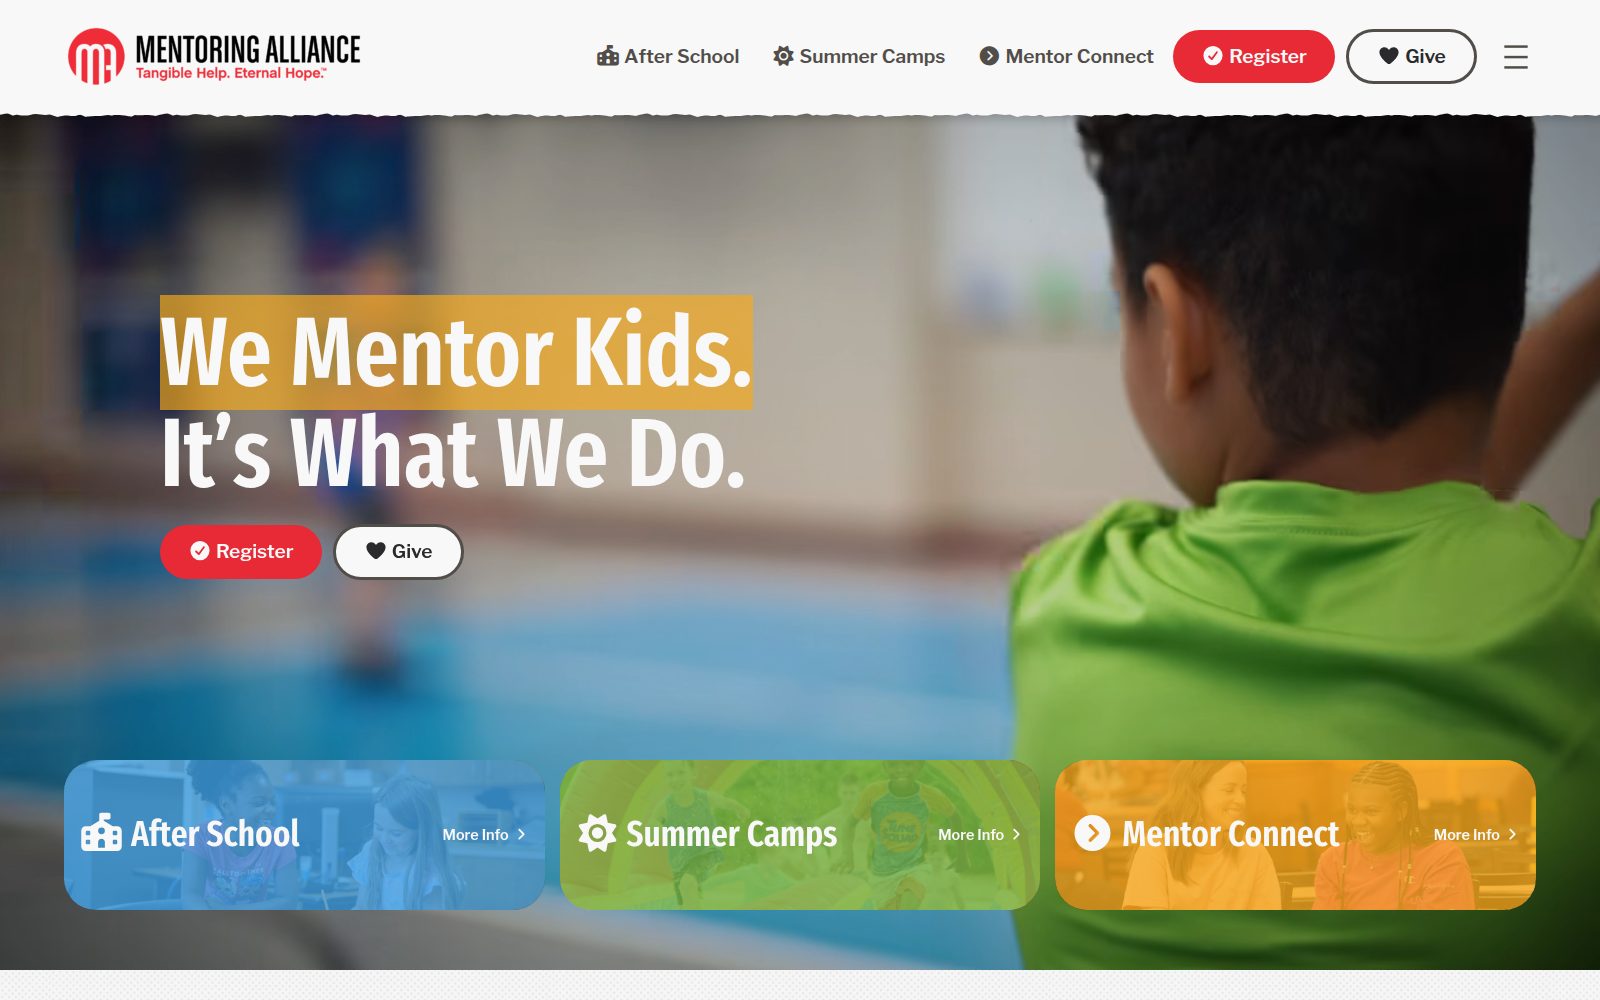 MENTORING ALLIANCE
Tangible Help. Eternal Hope.™
After School
Summer Camps
Mentor Connect
Register
Give
We Mentor Kids.
It’s What We Do.
Register
Give
After School
More Info
Summer Camps
More Info
Mentor Connect
More Info